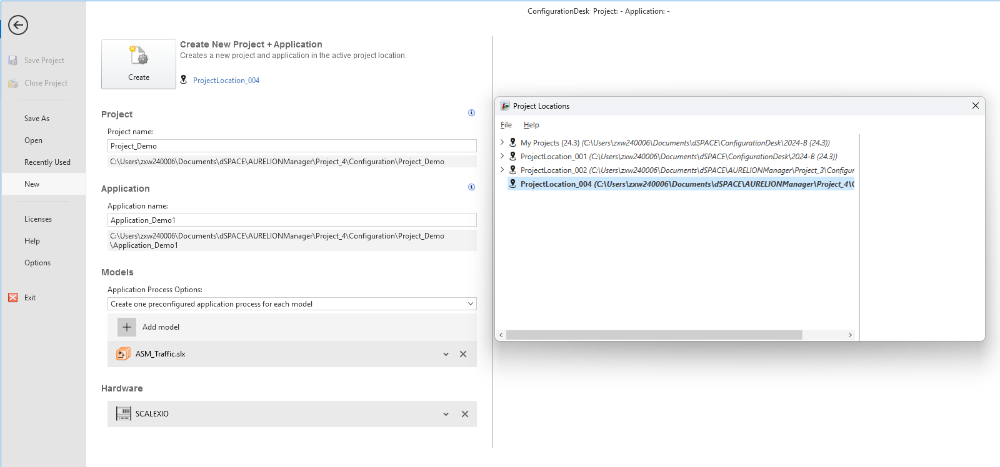 ConfigurationDesk  Project: - Application: -
Save Project
Close Project
Save As
Open
Recently Used
New
Licenses
Help
Options
Exit
Create
Create New Project + Application
Creates a new project and application in the active project location:
ProjectLocation_004
Project
Project name:
Project_Demo
C:\Users\zxw240006\Documents\dSPACE\AURELIONManager\Project_4\Configuration\Project_Demo
Application
Application name:
Application_Demo1
C:\Users\zxw240006\Documents\dSPACE\AURELIONManager\Project_4\Configuration\Project_Demo
\Application_Demo1
Models
Application Process Options:
Create one preconfigured application process for each model
Add model
ASM_Traffic.slx
Hardware
SCALEXIO
Project Locations
File Help
My Projects (24.3) (C:\Users\zxw240006\Documents\dSPACE\ConfigurationDesk\2024-B (24.3))
ProjectLocation_001 (C:\Users\zxw240006\Documents\dSPACE\ConfigurationDesk\2024-B (24.3))
ProjectLocation_002 (C:\Users\zxw240006\Documents\dSPACE\AURELIONManager\Project_3\Configur
ProjectLocation_004 (C:\Users\zxw240006\Documents\dSPACE\AURELIONManager\Project_4\C